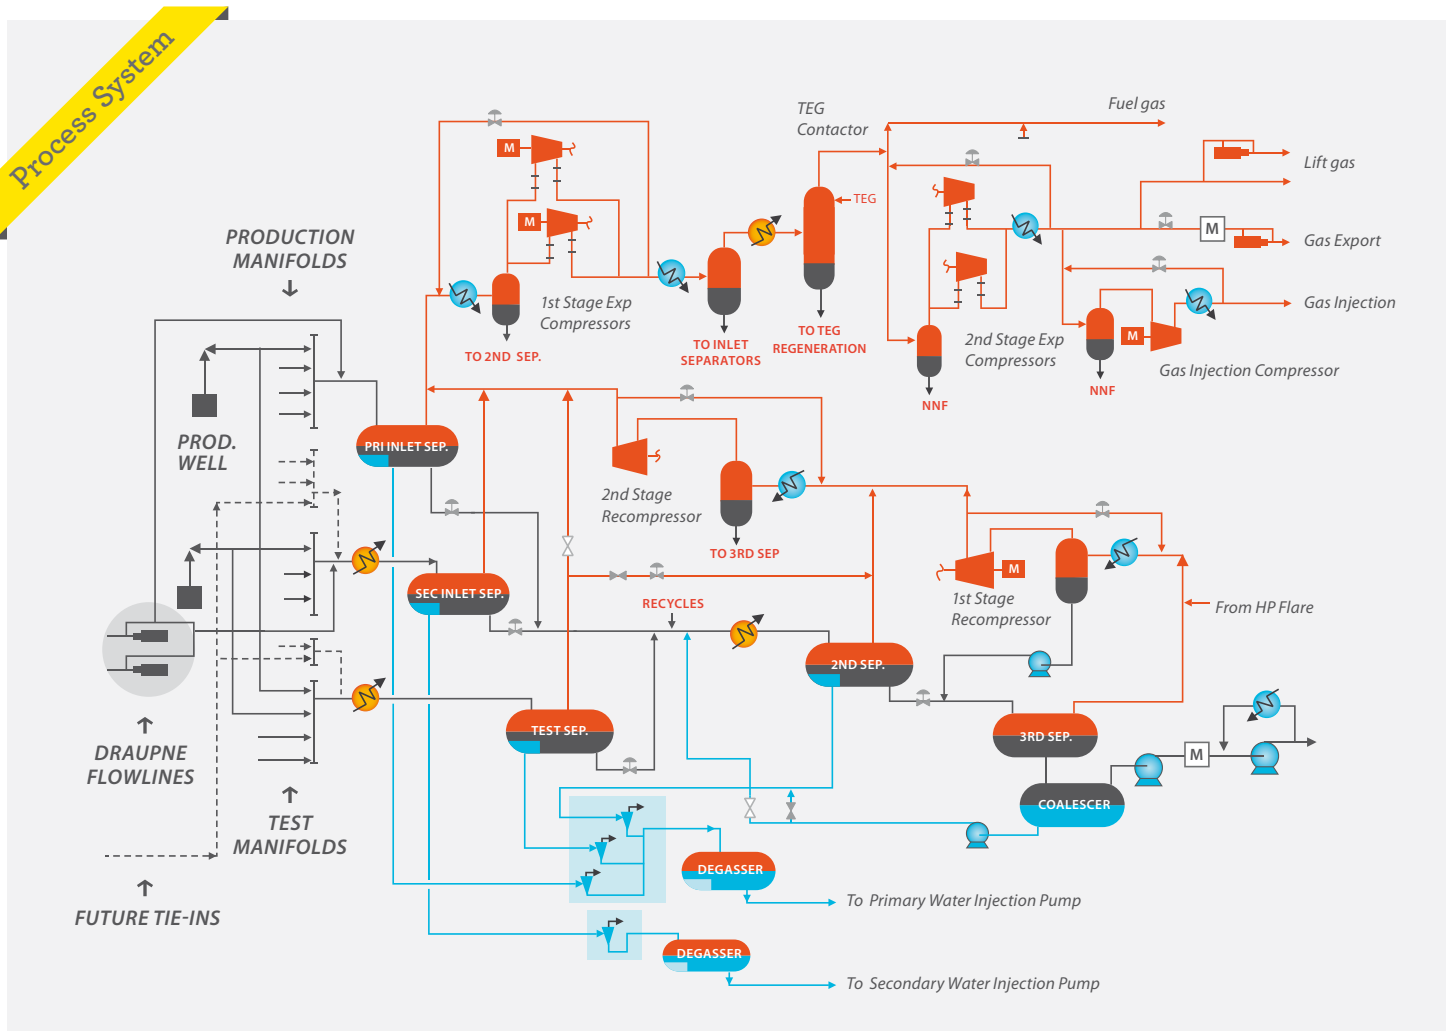 Process System
PRODUCTION
MANIFOLDS
PROD.
WELL
DRAUPNE
FLOWLINES
TEST
MANIFOLDS
FUTURE TIE-INS
M
M
1st Stage Exp
Compressors
TO 2ND SEP.
TO INLET
SEPARATORS
TEG
Contactor
TEG
TO TEG
REGENERATION
Fuel gas
Lift gas
M
Gas Export
Gas Injection
2nd Stage Exp
Compressors
M
Gas Injection Compressor
NNF
NNF
PRI INLET SEP.
2nd Stage
Recompressor
TO 3RD SEP
SEC INLET SEP.
RECYCLES
M
1st Stage
Recompressor
From HP Flare
2ND SEP.
TEST SEP.
3RD SEP.
M
COALESCER
DEGASSER
To Primary Water Injection Pump
DEGASSER
To Secondary Water Injection Pump